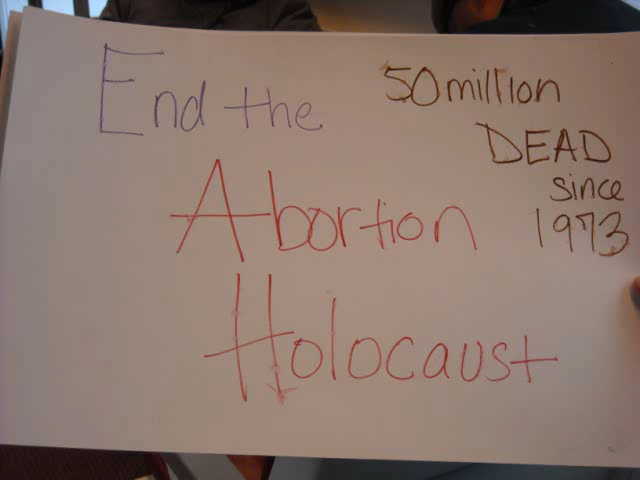 End the
Abortion
Holocaust
50 million
DEAD
since
1973